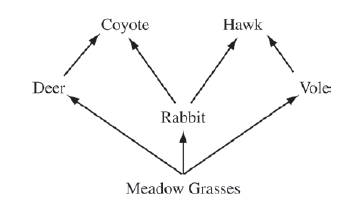 Coyote Hawk
Deer Vole
Rabbit
Meadow Grasses